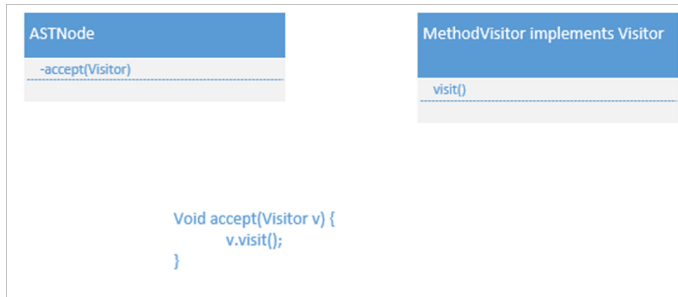 ASTNode
-accept(Visitor)
MethodVisitor implements Visitor
visit()
Void accept(Visitor v) {
v.visit();
}